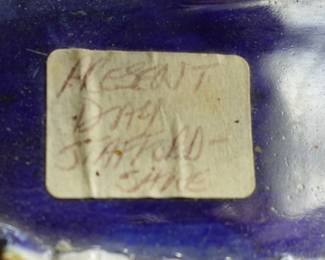 PRESENT
DAY
STAFFORD-
SHIRE